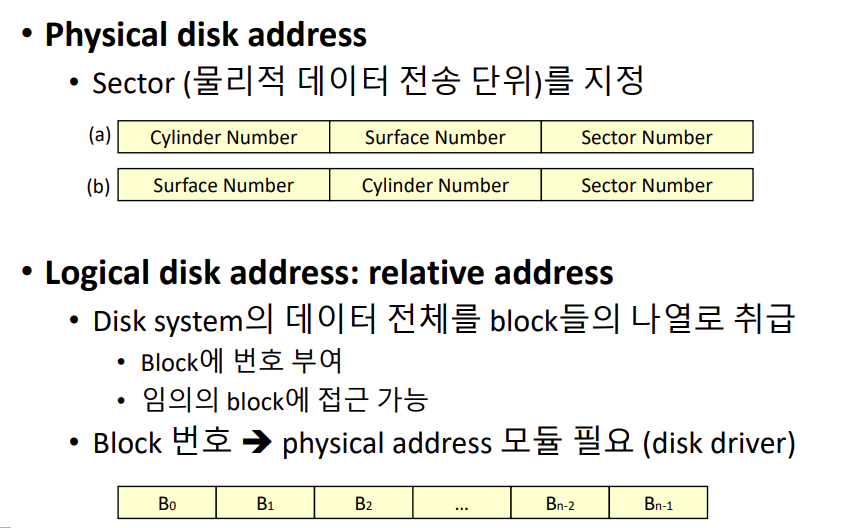 • Physical disk address
• Sector (물리적 데이터 전송 단위)를 지정
(a) Cylinder Number Surface Number Sector Number
(b) Surface Number Cylinder Number Sector Number
• Logical disk address: relative address
• Disk system의 데이터 전체를 block들의 나열로 취급
• Block에 번호 부여
• 임의의 block에 접근 가능
• Block 번호 ➔ physical address 모듈 필요 (disk driver)
B0 B1 B2 ... Bn-2 Bn-1